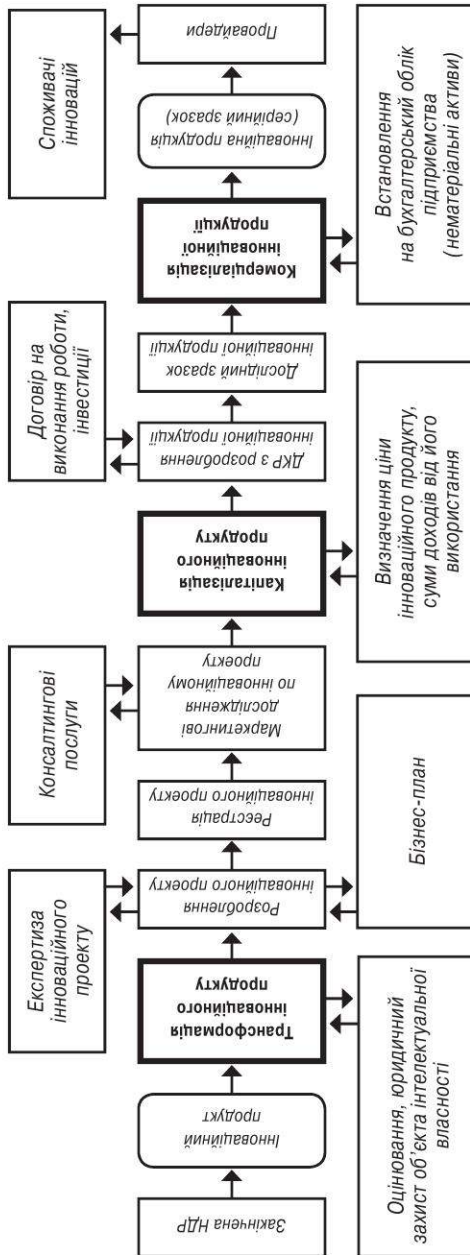 Експертиза
інноваційного
проекту
Консалтингові
послуги
Договір на
виконання роботи,
інвестиції
Споживачі
інновацій
Закінчена НДР
Інноваційний
продукт
Трансформація
інноваційного
продукту
Розроблення
інноваційного проекту
Реєстрація
інноваційного проекту
Маркетингові
дослідження
по інноваційному
проекту
Капіталізація
інноваційного
продукту
ДКР з розроблення
інноваційної продукції
Дослідний зразок
інноваційної продукції
Комерціалізація
інноваційної
продукції
Інноваційна продукція
(серійний зразок)
Провайдери
Оцінювання, юридичний
захист об’єкта інтелектуальної
власності
Бізнес-план
Визначення ціни
інноваційного продукту,
суми доходів від його
використання
Встановлення
на бухгалтерський облік
підприємства
(нематеріальні активи)